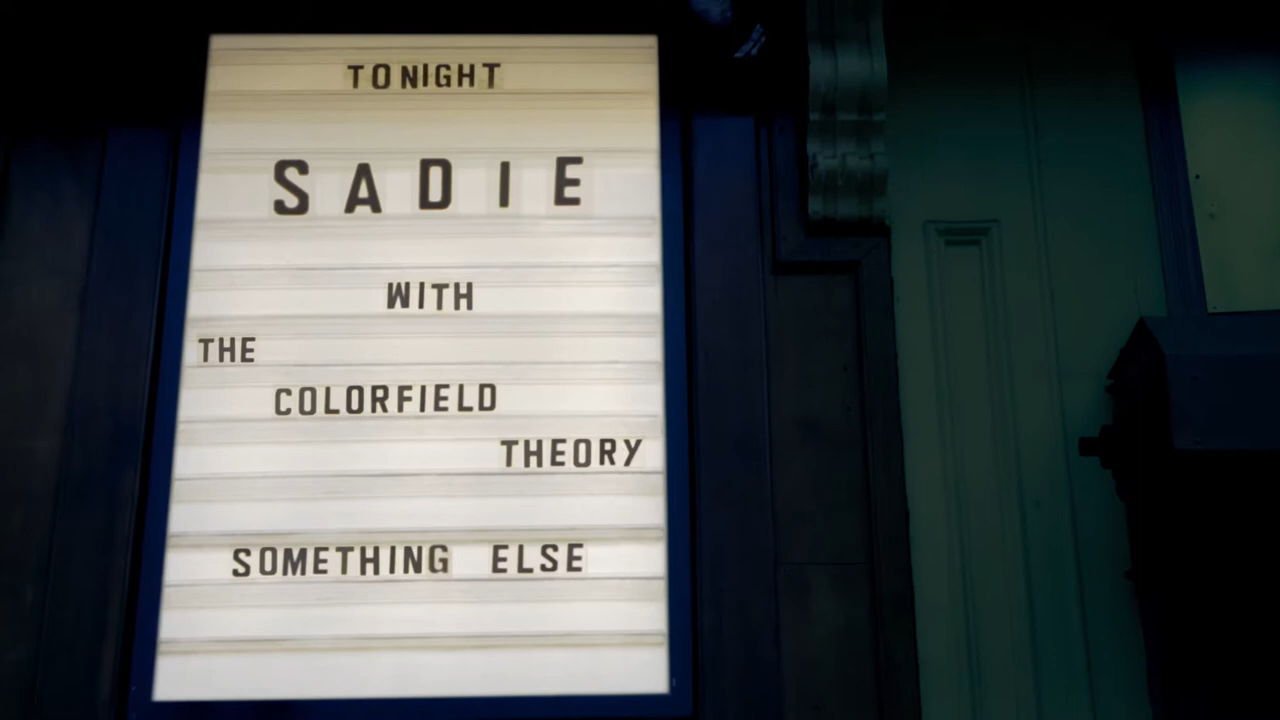 TONIGHT
SADIE
WITH
THE
COLORFIELD
THEORY
SOMETHING ELSE